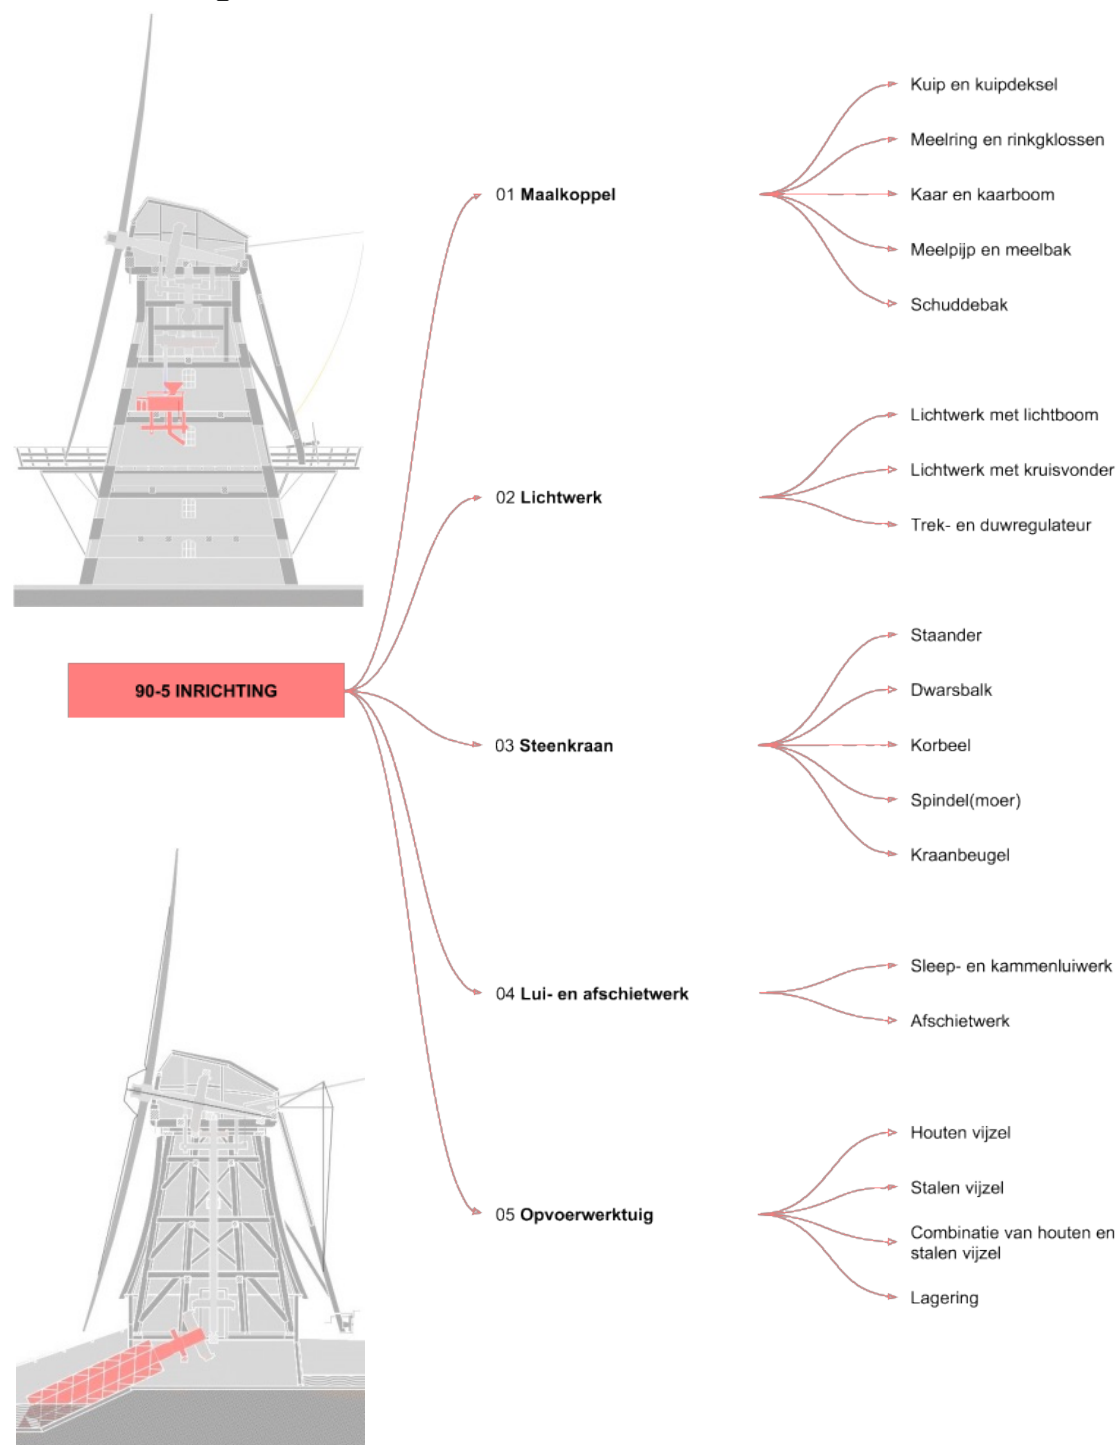 Kuip en kuipdeksel
Meelring en rinkgklossen
01 Maalkoppel
Kaar en kaarboom
Meelpijp en meelbak
Schuddebak
Lichtwerk met lichtboom
Lichtwerk met kruisvonder
02 Lichtwerk
Trek- en duwregulateur
Staander
90-5 INRICHTING
Dwarsbalk
03 Steenkraan
Korbeel
Spindel(moer)
Kraanbeugel
Sleep- en kammenluiwerk
04 Lui- en afschietwerk
Afschietwerk
Houten vijzel
Stalen vijzel
05 Opvoerwerktuig
Combinatie van houten en
stalen vijzel
Lagering